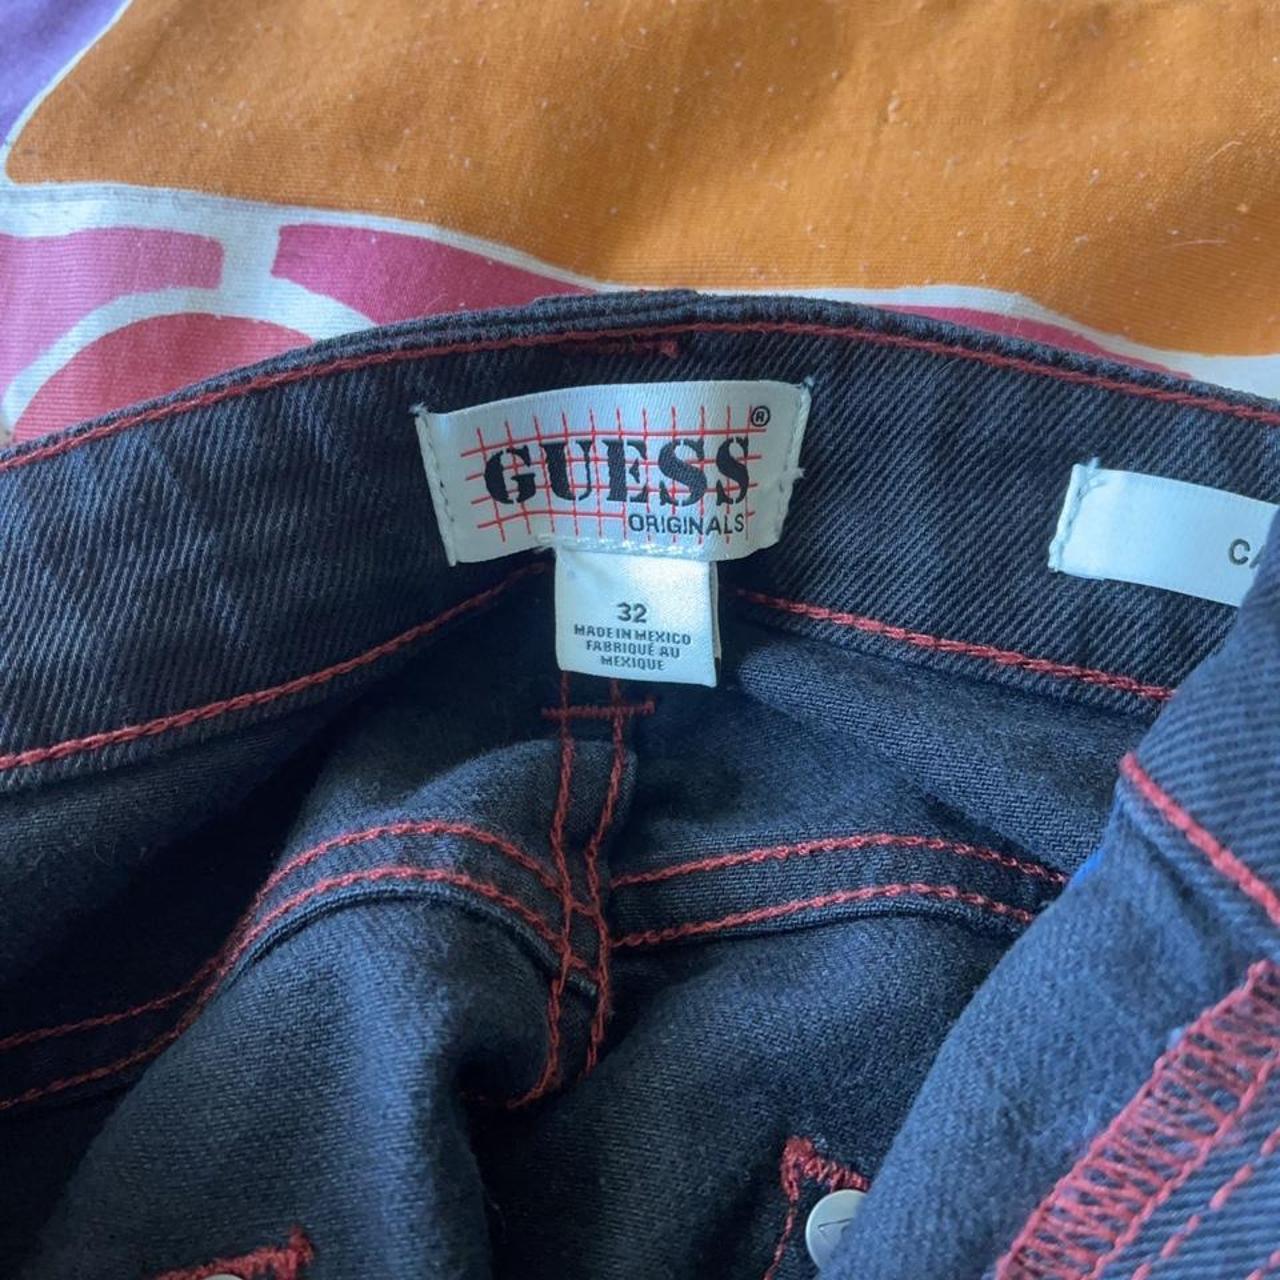 GUESS®
ORIGINALS
32
MADE IN MEXICO
FABRIQUÉ AU
MEXIQUE